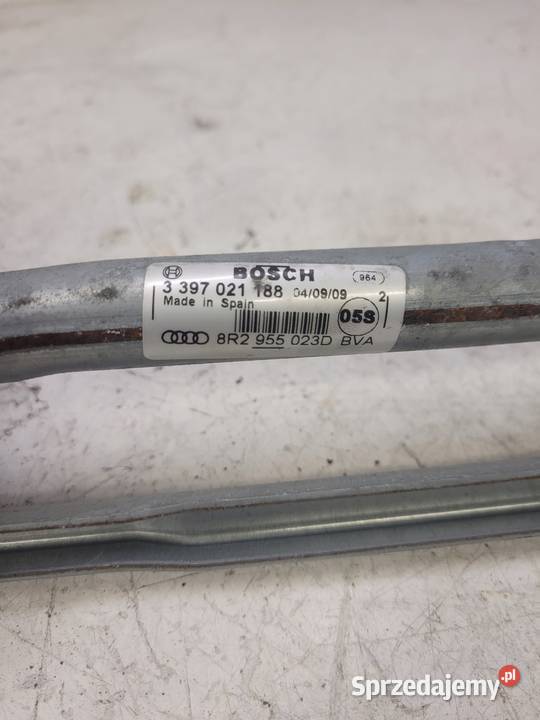 BOSCH
964
3 397 021 188 04/09/09 2
Made in Spain
05S
8R2 955 023D BVA
Sprzedajemy.pl